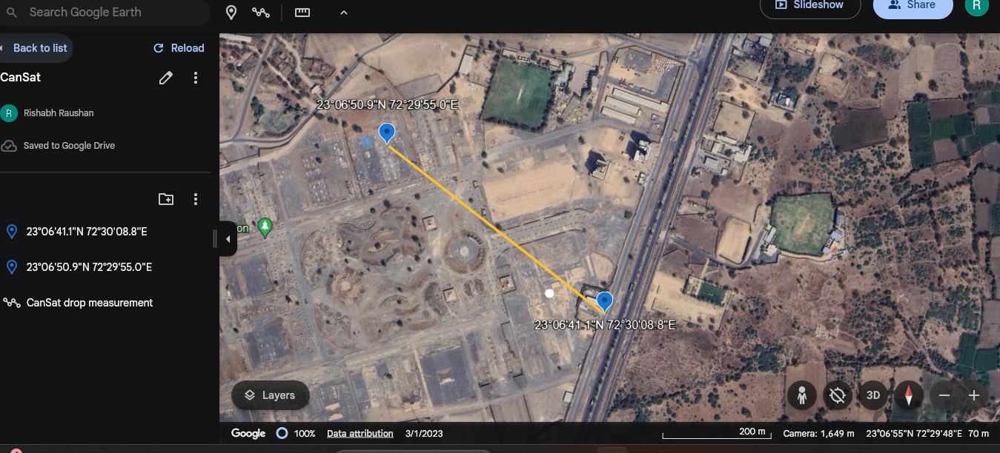 Search Google Earth
Slideshow
Share
R
Back to list
Reload
CanSat
R
Rishabh Raushan
Saved to Google Drive
23°06'41.1"N 72°30'08.8"E
23°06'50.9"N 72°29'55.0"E
CanSat drop measurement
23°06'50.9"N 72°29'55.0"E
on
23°06'41.1"N 72°30'08.8"E
Layers
3D
Google
100%
Data attribution
3/1/2023
200 m
Camera: 1,649 m
23°06'55"N 72°29'48"E
70 m